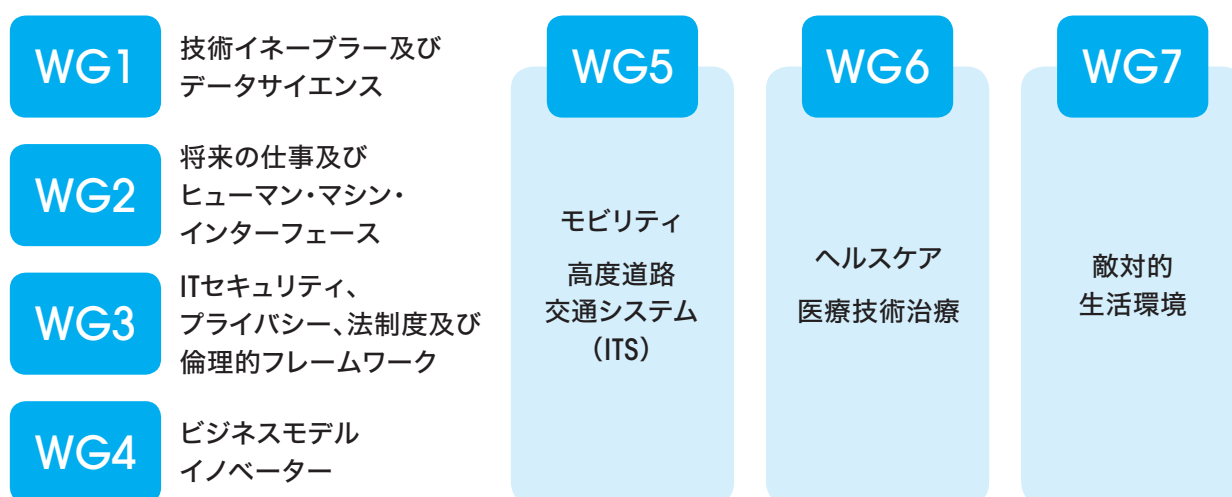 WG1
技術イネーブラー及び
データサイエンス
WG2
将来の仕事及び
ヒューマン・マシン・
インターフェース
WG3
ITセキュリティ、
プライバシー、法制度及び
倫理的フレームワーク
WG4
ビジネスモデル
イノベーター
WG5
モビリティ
高度道路
交通システム
（ITS）
WG6
ヘルスケア
医療技術治療
WG7
敵対的
生活環境